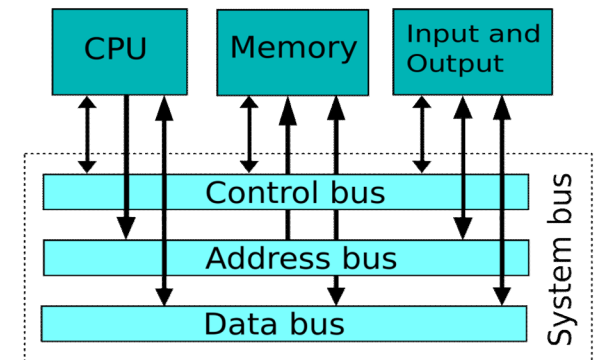 CPU
Memory
Input and
Output
Control bus
Address bus
Data bus
System bus